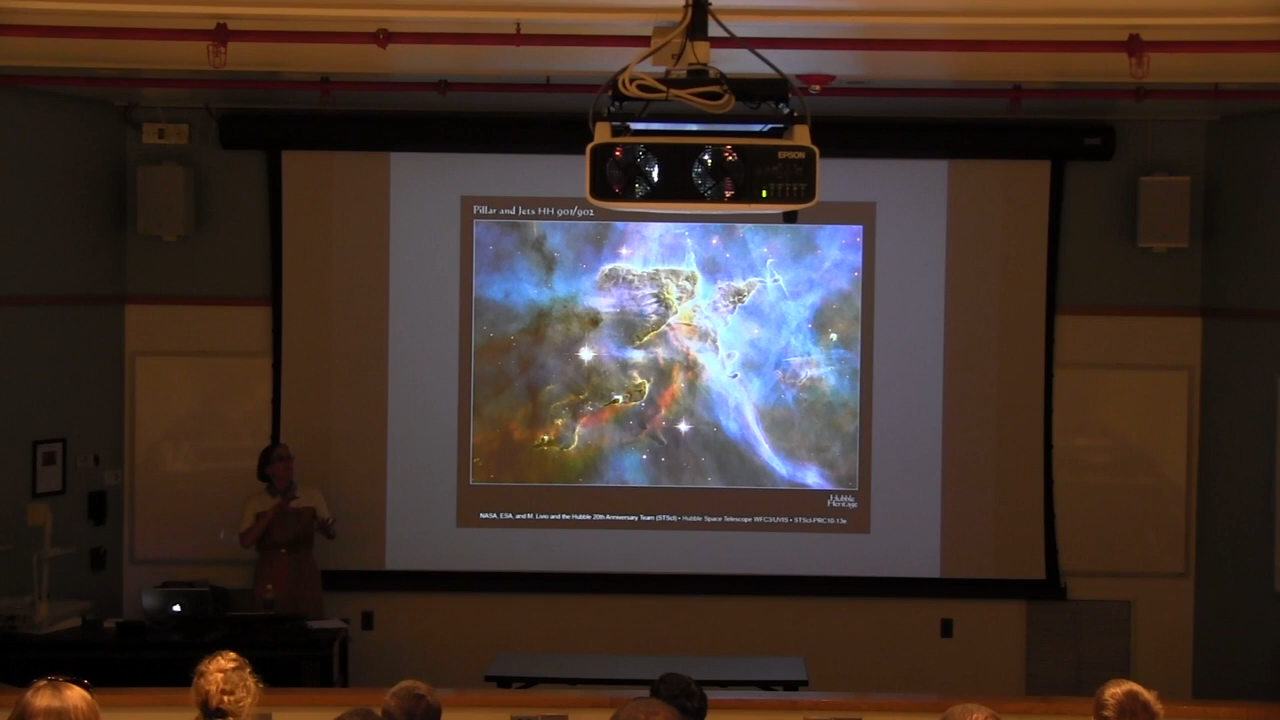 EPSON
Pillar and Jets HH 901/902
Hubble
Heritage
NASA, ESA, and M. Livio and the Hubble 20th Anniversary Team (STScI) • Hubble Space Telescope WFC3/UVIS • STScI-PRC10-13a